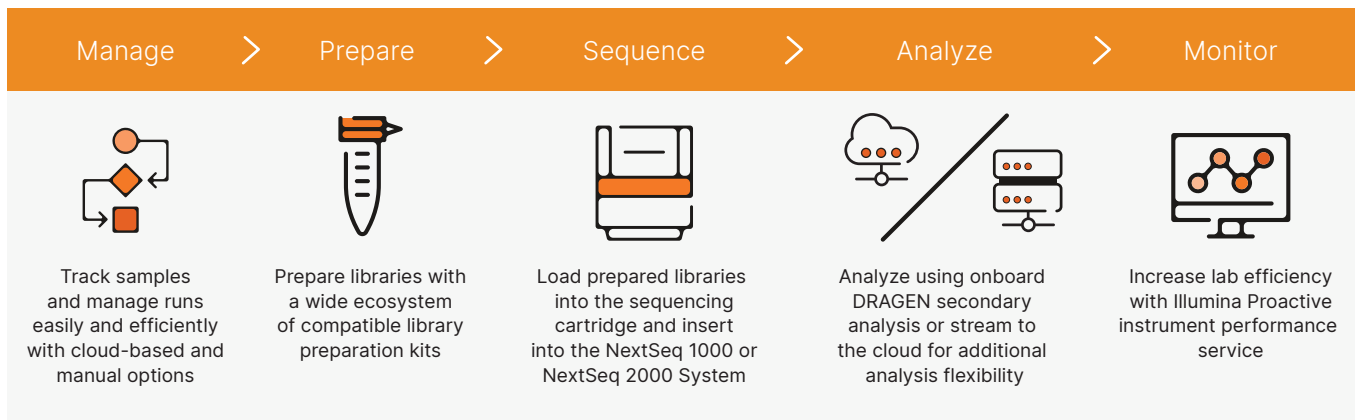 Manage
Prepare
Sequence
Analyze
Monitor
Track samples
and manage runs
easily and efficiently
with cloud-based and
manual options
Prepare libraries with
a wide ecosystem
of compatible library
preparation kits
Load prepared libraries
into the sequencing
cartridge and insert
into the NextSeq 1000 or
NextSeq 2000 System
Analyze using onboard
DRAGEN secondary
analysis or stream to
the cloud for additional
analysis flexibility
Increase lab efficiency
with Illumina Proactive
instrument performance
service